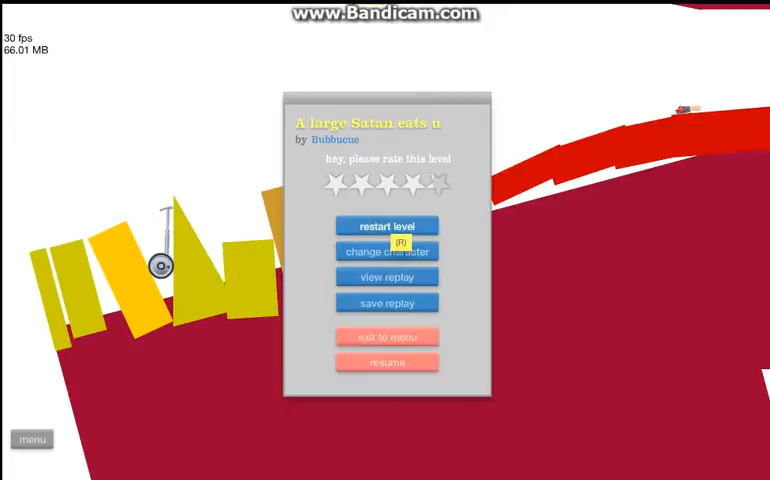 www.Bandicam.com
30 fps
66.01 MB
A large Satan eats u
by Bubbucue
hey, please rate this level
restart level
(R)
change character
view replay
save replay
exit to menu
resume
menu